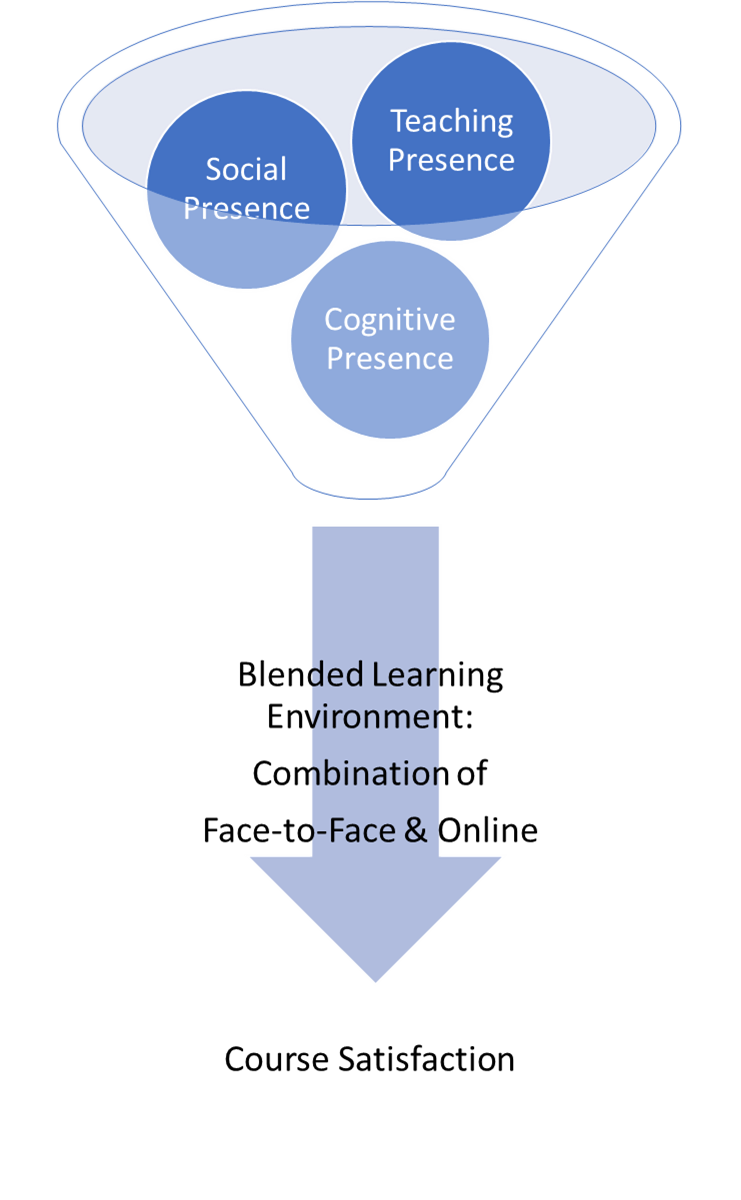 Teaching
Presence
Social
Presence
Cognitive
Presence
Blended Learning
Environment:
Combination of
Face-to-Face & Online
Course Satisfaction